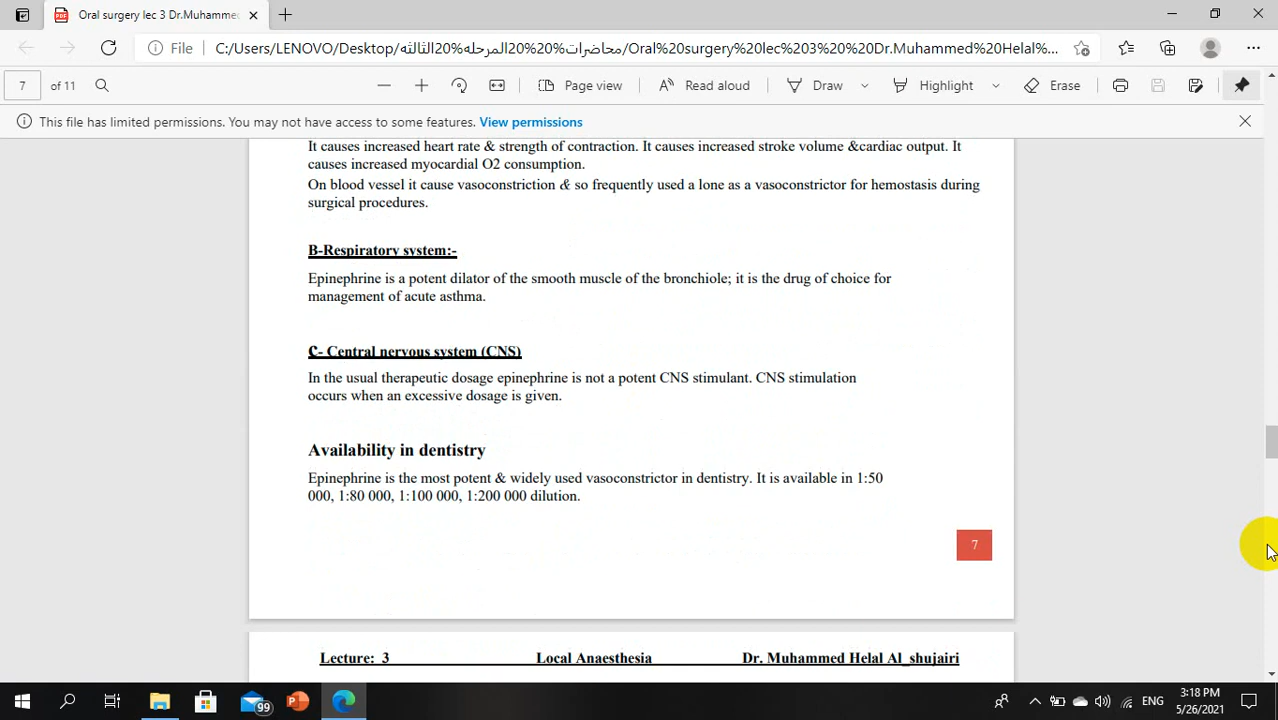 Oral surgery lec 3 Dr.Muhamme
File
C:/Users/LENOVO/Desktop/محاضرات%20%20المرحله%20الثالثه/Oral%20surgery%20lec%203%20%20Dr.Muhammed%20Helal%...
7 of 11
Page view
Read aloud
Draw
Highlight
Erase
This file has limited permissions. You may not have access to some features. View permissions
It causes increased heart rate & strength of contraction. It causes increased stroke volume &cardiac output. It
causes increased myocardial O2 consumption.
On blood vessel it cause vasoconstriction & so frequently used a lone as a vasoconstrictor for hemostasis during
surgical procedures.
B-Respiratory system:-
Epinephrine is a potent dilator of the smooth muscle of the bronchiole; it is the drug of choice for
management of acute asthma.
C- Central nervous system (CNS)
In the usual therapeutic dosage epinephrine is not a potent CNS stimulant. CNS stimulation
occurs when an excessive dosage is given.
Availability in dentistry
Epinephrine is the most potent & widely used vasoconstrictor in dentistry. It is available in 1:50
000, 1:80 000, 1:100 000, 1:200 000 dilution.
7
Lecture: 3 Local Anaesthesia Dr. Muhammed Helal Al_shujairi
99
ENG
3:18 PM
5/26/2021